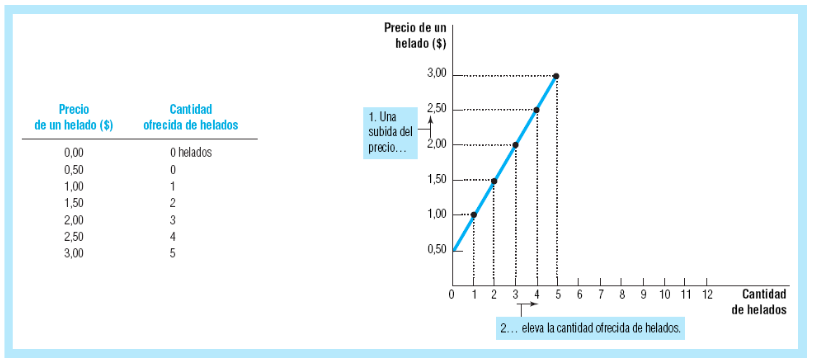 Precio
de un helado ($)
Cantidad
ofrecida de helados
0,00 0 helados
0,50 0
1,00 1
1,50 2
2,00 3
2,50 4
3,00 5
Precio de un
helado ($)
3,00
2,50
2,00
1,50
1,00
0,50
1. Una
subida del
precio…
0 1 2 3 4 5 6 7 8 9 10 11 12
Cantidad
de helados
2… eleva la cantidad ofrecida de helados.